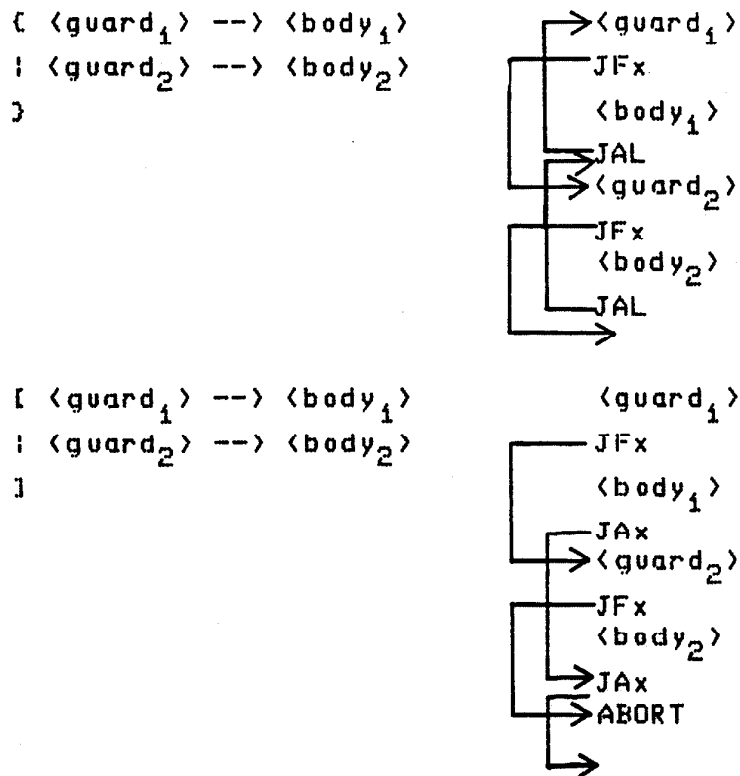 { <guard₁> --> <body₁>
| <guard₂> --> <body₂>
}
<guard₁>
JFx
<body₁>
JAL
<guard₂>
JFx
<body₂>
JAL
[ <guard₁> --> <body₁>
| <guard₂> --> <body₂>
]
<guard₁>
JFx
<body₁>
JAx
<guard₂>
JFx
<body₂>
JAx
ABORT